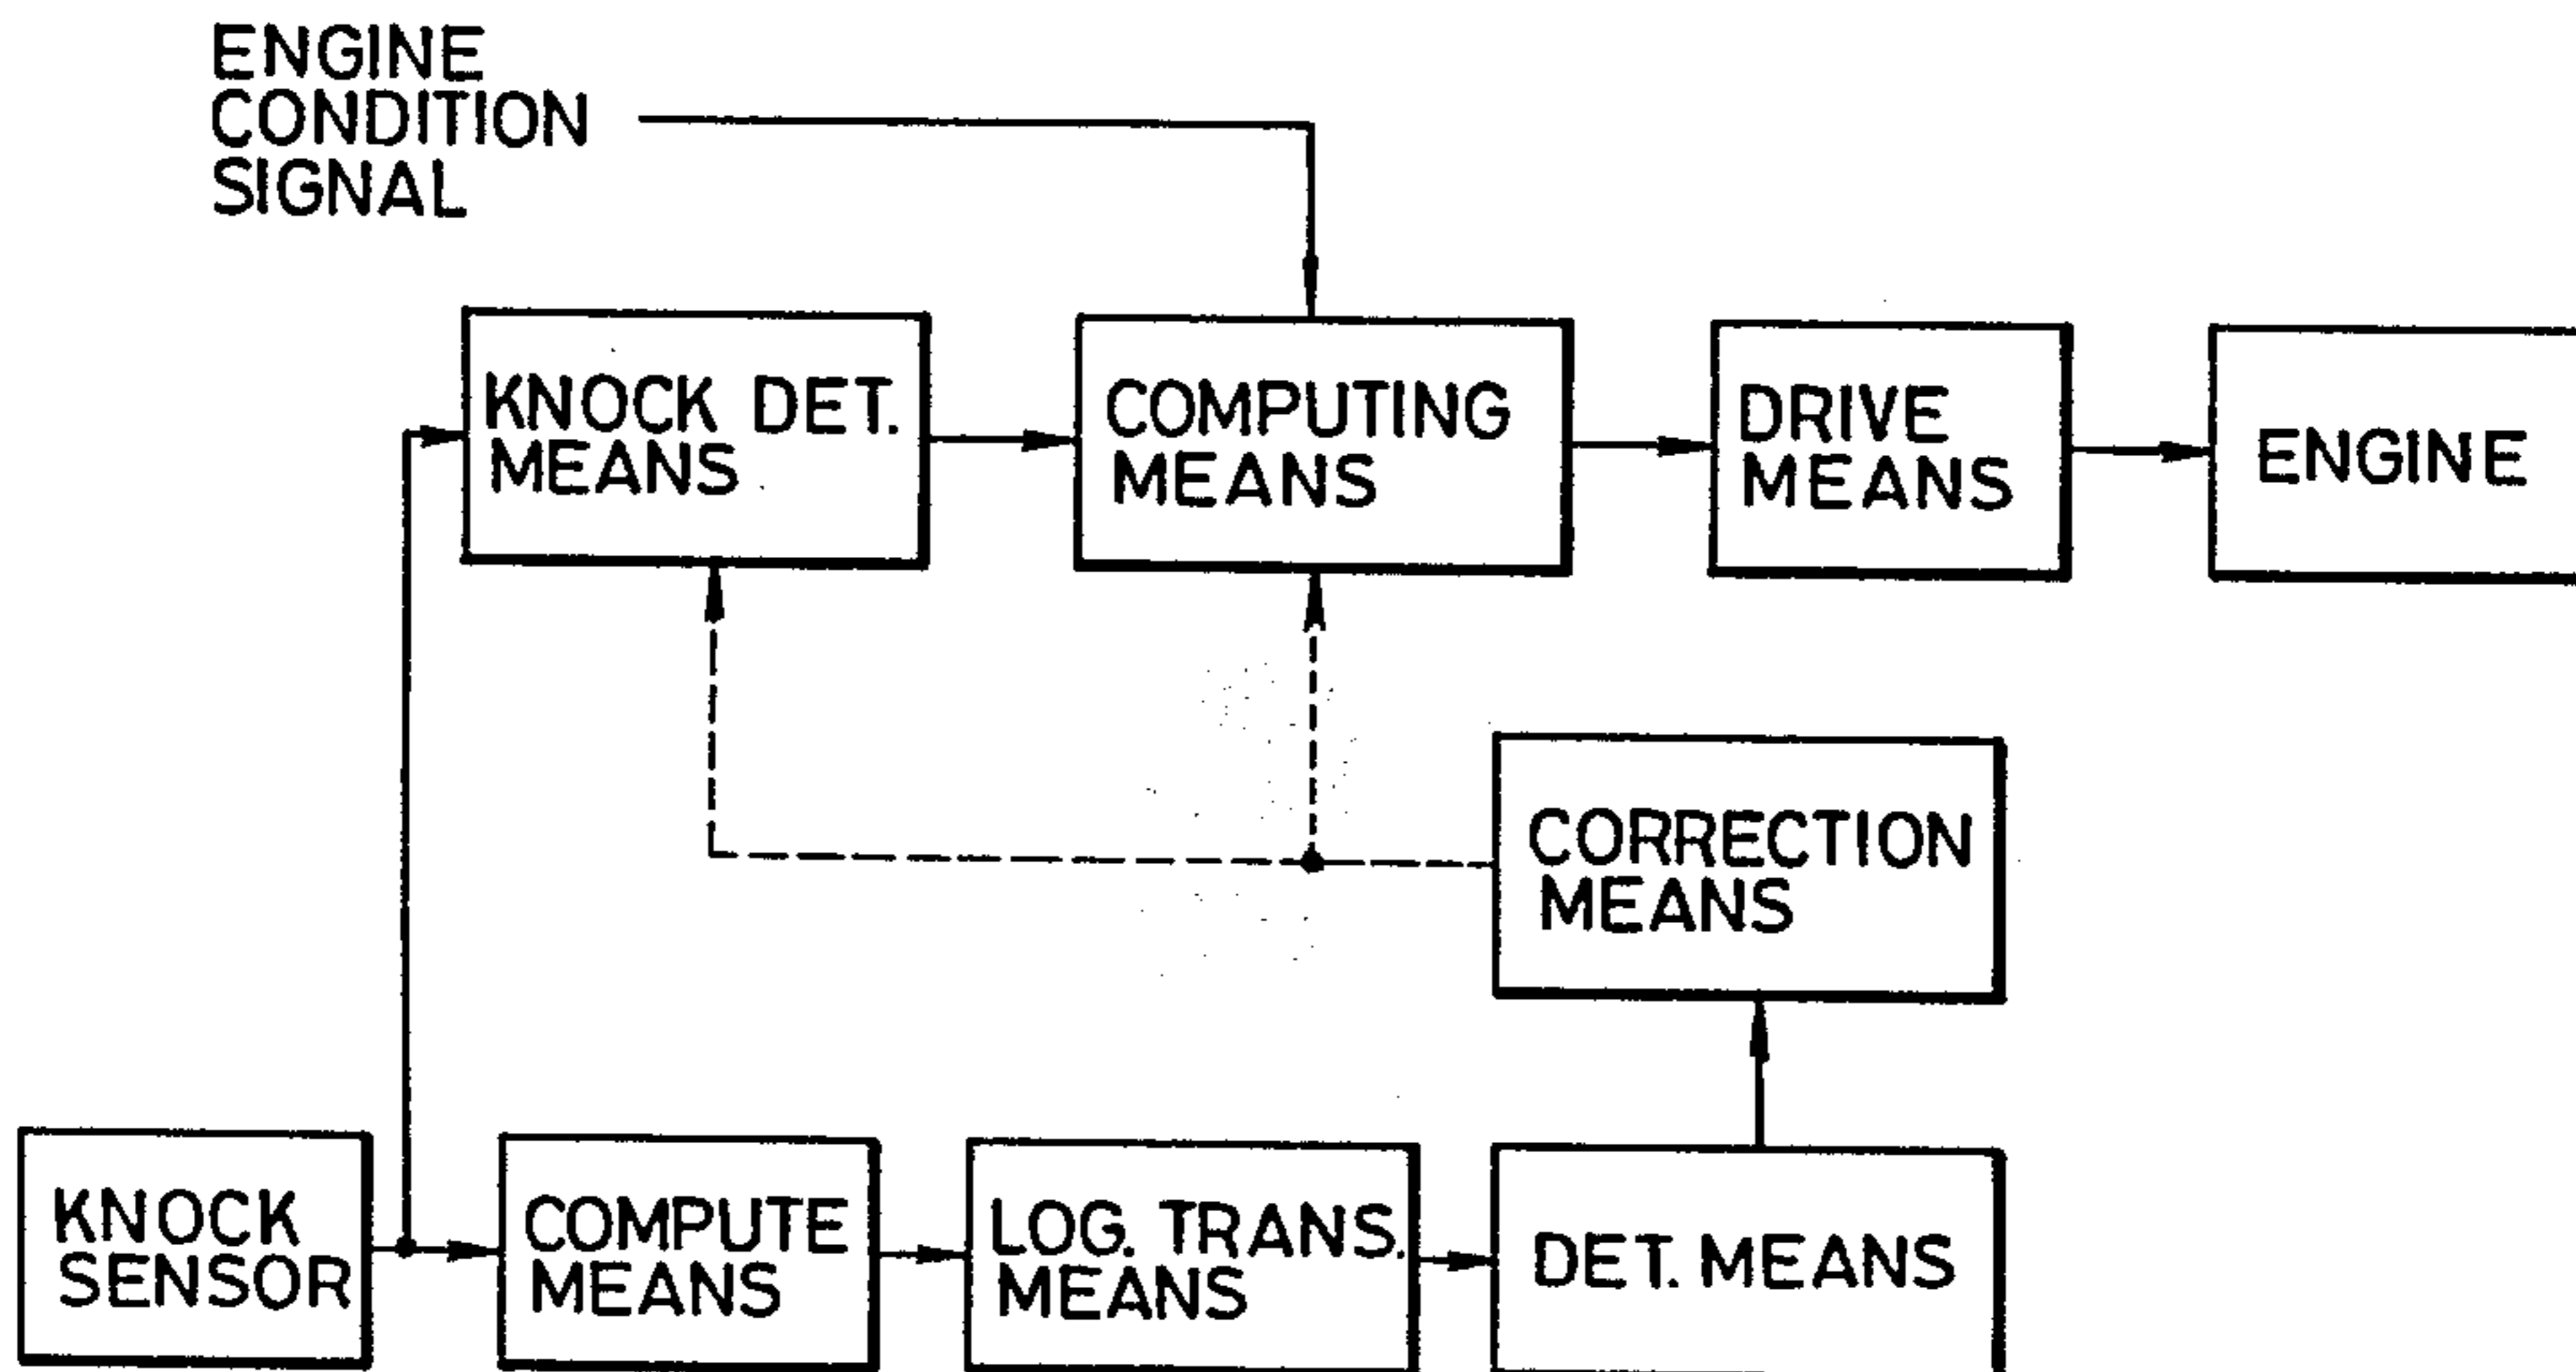 ENGINE
CONDITION
SIGNAL
KNOCK DET.
MEANS
COMPUTING
MEANS
DRIVE
MEANS
ENGINE
CORRECTION
MEANS
KNOCK
SENSOR
COMPUTE
MEANS
LOG. TRANS.
MEANS
DET. MEANS